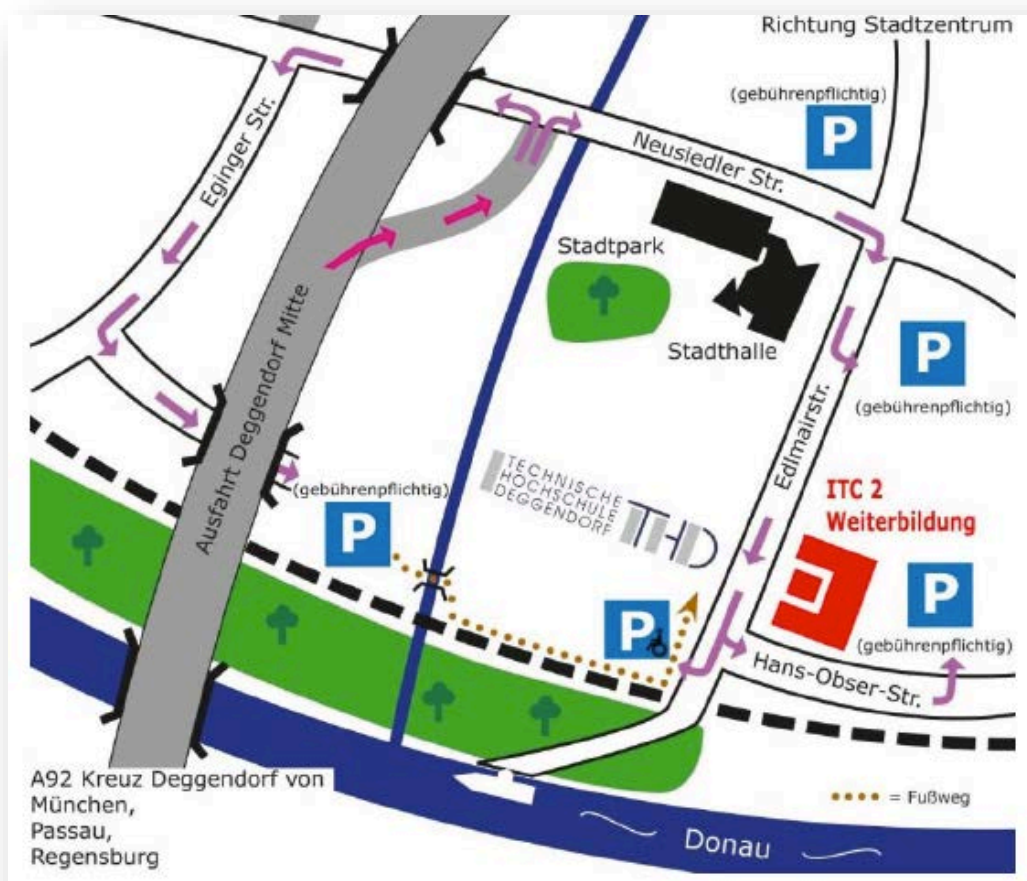 Richtung Stadtzentrum
(gebührenpflichtig)
P
Neusiedler Str.
Eginger Str.
Stadtpark
Stadthalle
P
(gebührenpflichtig)
Ausfahrt Deggendorf Mitte
Edlmairstr.
TECHNISCHE
HOCHSCHULE
DEGGENDORF
THD
ITC 2
Weiterbildung
(gebührenpflichtig)
P
P
P
(gebührenpflichtig)
Hans-Obser-Str.
A92 Kreuz Deggendorf von
München,
Passau,
Regensburg
= Fußweg
Donau